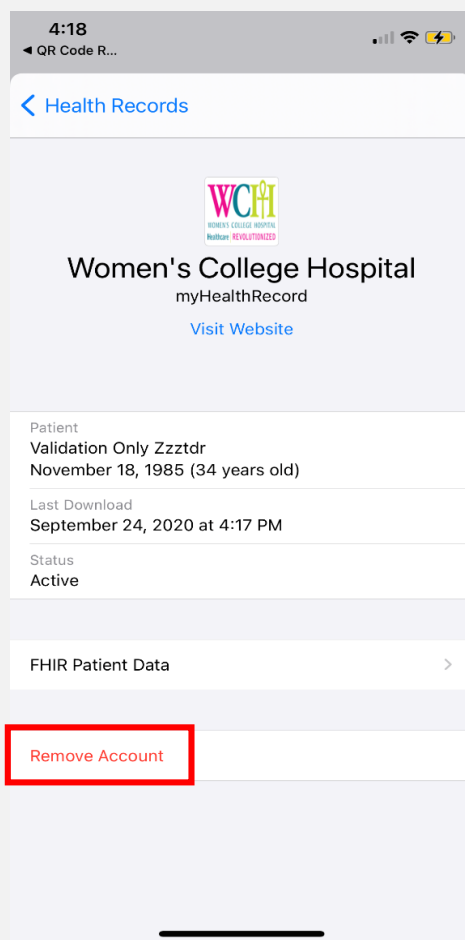 4:18
◀ QR Code R...
Health Records
WCH
WOMEN'S COLLEGE HOSPITAL
Healthcare REVOLUTIONIZED
Women's College Hospital
myHealthRecord
Visit Website
Patient
Validation Only Zzztdr
November 18, 1985 (34 years old)
Last Download
September 24, 2020 at 4:17 PM
Status
Active
FHIR Patient Data
Remove Account